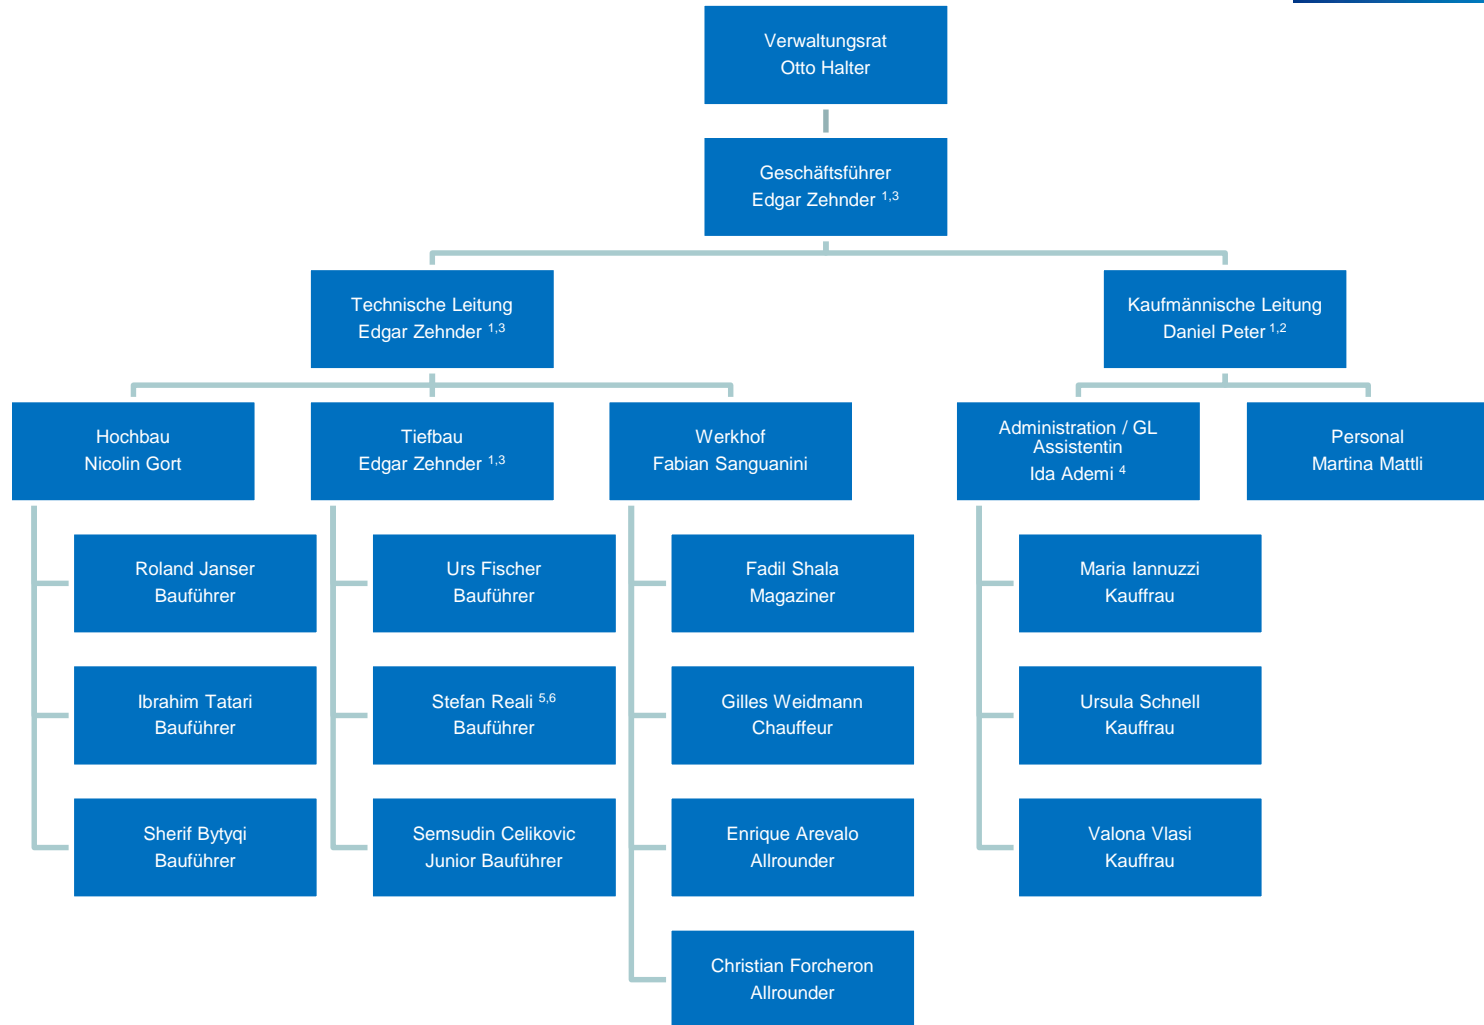 Verwaltungsrat
Otto Halter
Geschäftsführer
Edgar Zehnder 1,3
Technische Leitung
Edgar Zehnder 1,3
Kaufmännische Leitung
Daniel Peter 1,2
Hochbau
Nicolin Gort
Tiefbau
Edgar Zehnder 1,3
Werkhof
Fabian Sanguanini
Administration / GL
Assistentin
Ida Ademi 4
Personal
Martina Mattli
Roland Janser
Bauführer
Urs Fischer
Bauführer
Fadil Shala
Magaziner
Maria Iannuzzi
Kauffrau
Ibrahim Tatari
Bauführer
Stefan Reali 5,6
Bauführer
Gilles Weidmann
Chauffeur
Ursula Schnell
Kauffrau
Sherif Bytyqi
Bauführer
Semsudin Celikovic
Junior Bauführer
Enrique Arevalo
Allrounder
Valona Vlasi
Kauffrau
Christian Forcheron
Allrounder